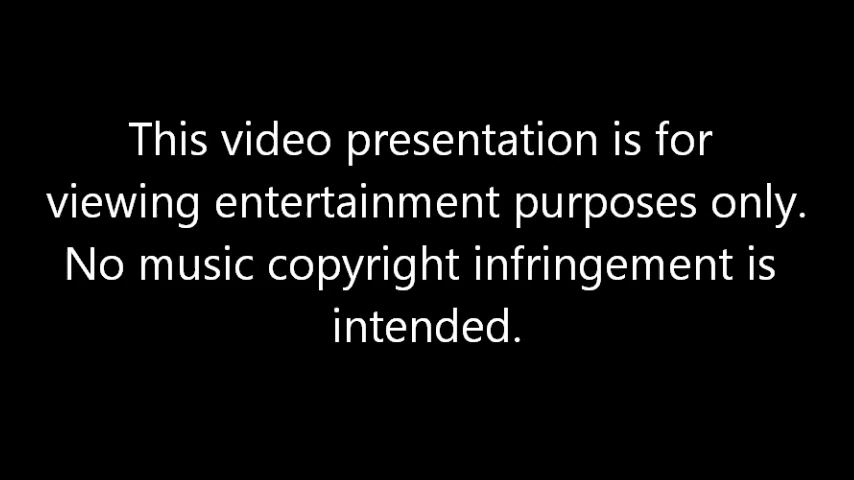 This video presentation is for
viewing entertainment purposes only.
No music copyright infringement is
intended.